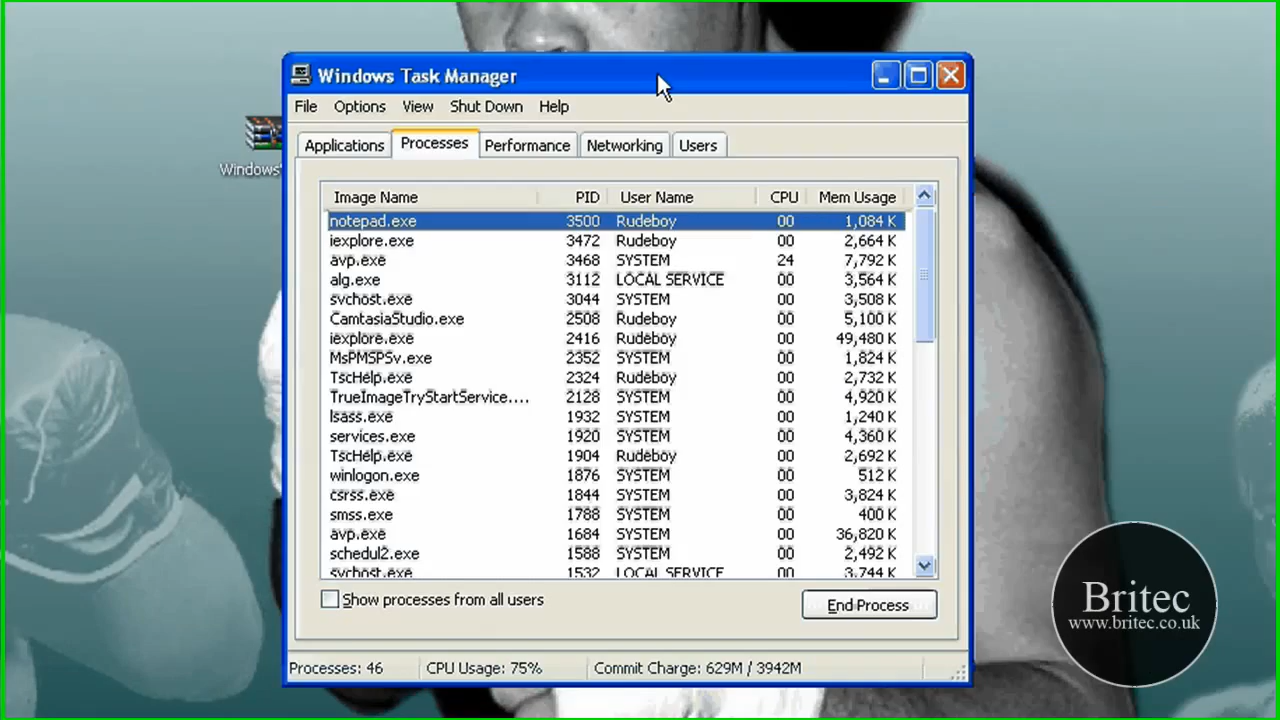 Windows Task Manager
File Options View Shut Down Help
Windows
Applications Processes Performance Networking Users
Image Name PID User Name CPU Mem Usage
notepad.exe 3500 Rudeboy 00 1,084 K
iexplore.exe 3472 Rudeboy 00 2,664 K
avp.exe 3468 SYSTEM 24 7,792 K
alg.exe 3112 LOCAL SERVICE 00 3,564 K
svchost.exe 3044 SYSTEM 00 3,508 K
CamtasiaStudio.exe 2508 Rudeboy 00 5,100 K
iexplore.exe 2416 Rudeboy 00 49,480 K
MsPMSPSv.exe 2352 SYSTEM 00 1,824 K
TscHelp.exe 2324 Rudeboy 00 2,732 K
TrueImageTryStartService.... 2128 SYSTEM 00 4,920 K
lsass.exe 1932 SYSTEM 00 1,240 K
services.exe 1920 SYSTEM 00 4,360 K
TscHelp.exe 1904 Rudeboy 00 2,692 K
winlogon.exe 1876 SYSTEM 00 512 K
csrss.exe 1844 SYSTEM 00 3,824 K
smss.exe 1788 SYSTEM 00 400 K
avp.exe 1684 SYSTEM 00 36,820 K
schedul2.exe 1588 SYSTEM 00 2,492 K
svchost.exe 1532 LOCAL SERVICE 00 3,744 K
Show processes from all users
End Process
Britec
www.britec.co.uk
Processes: 46 CPU Usage: 75% Commit Charge: 629M / 3942M